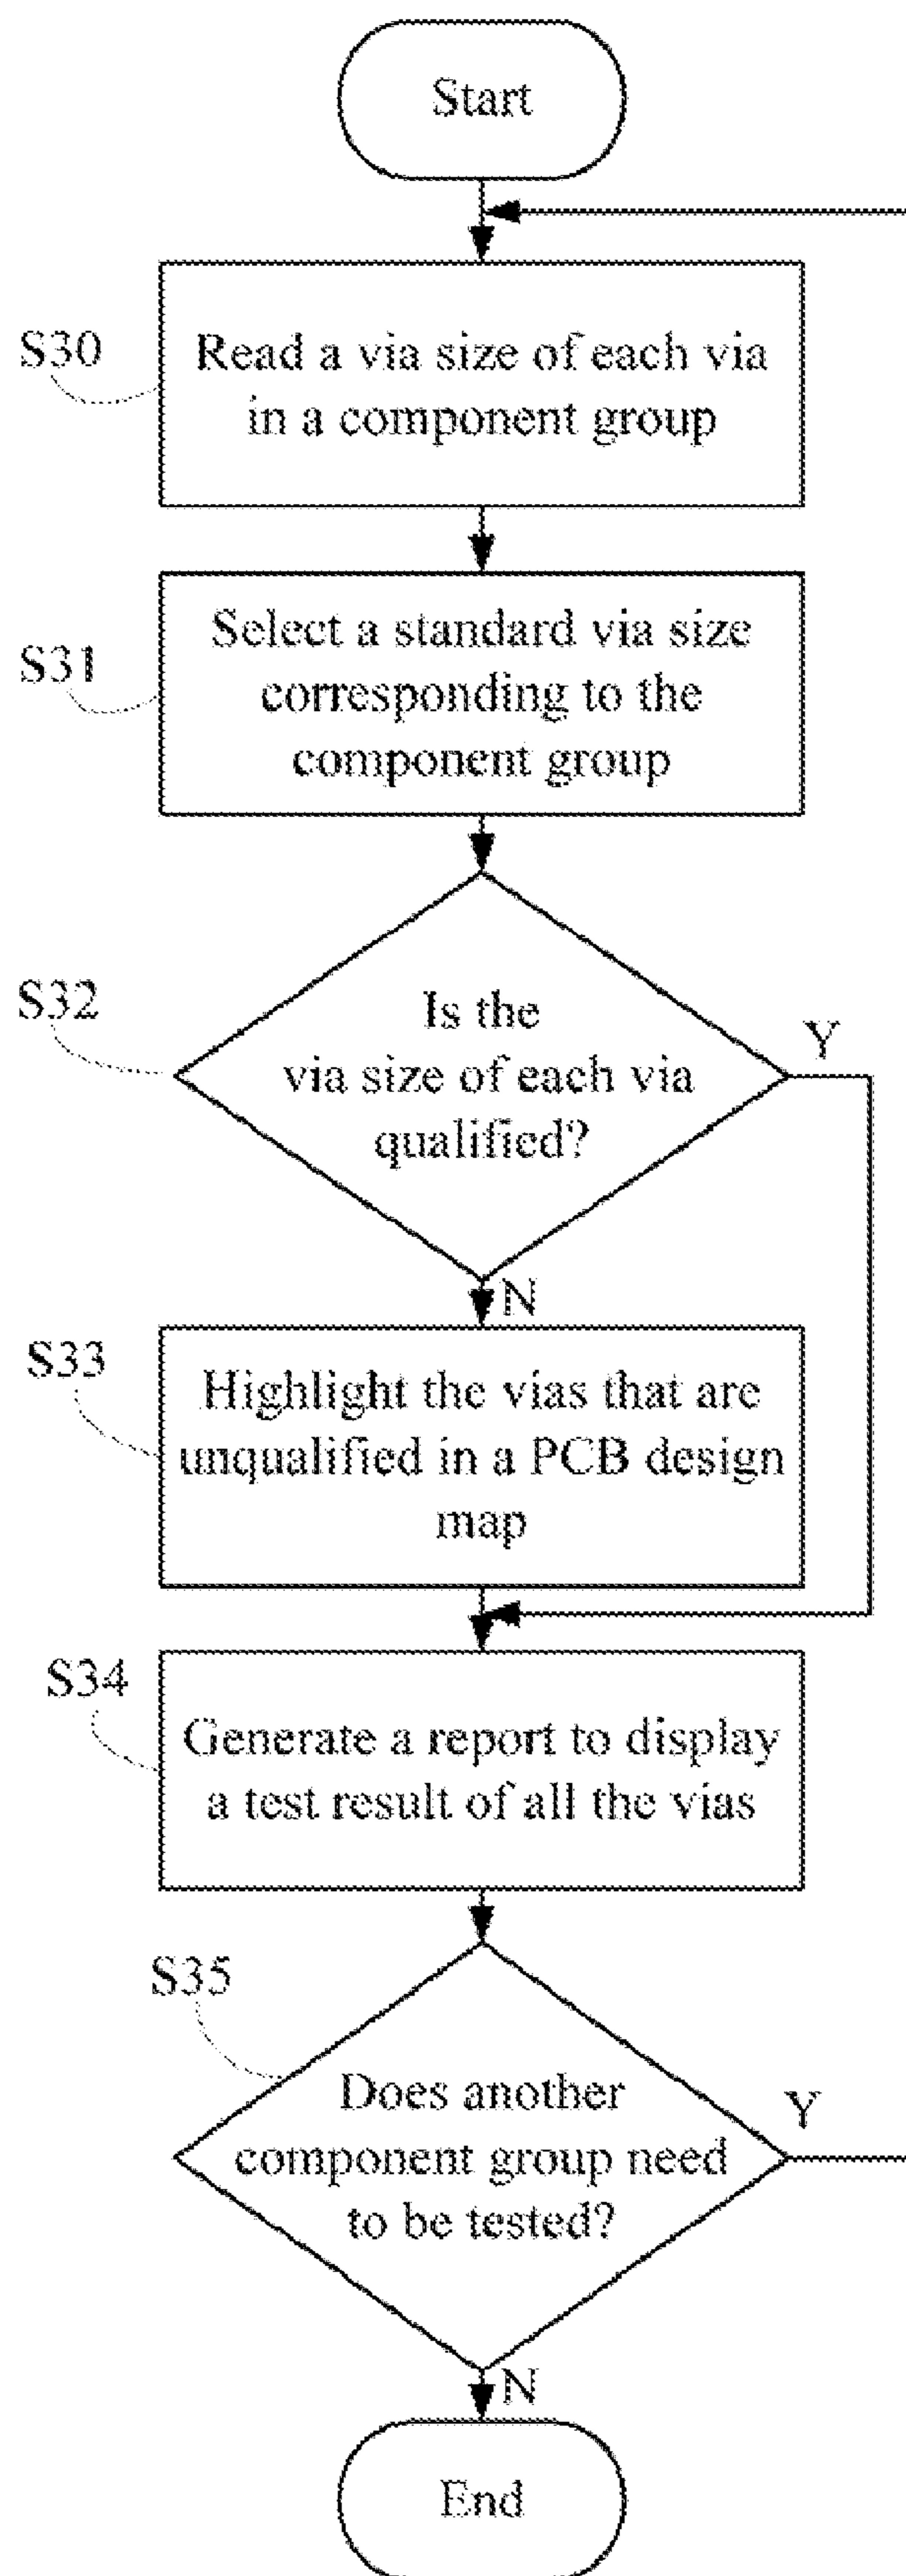 Start
S30
Read a via size of each via
in a component group
S31
Select a standard via size
corresponding to the
component group
S32
Is the
via size of each via
qualified?
Y
N
S33
Highlight the vias that are
unqualified in a PCB design
map
S34
Generate a report to display
a test result of all the vias
S35
Does another
component group need
to be tested?
Y
N
End